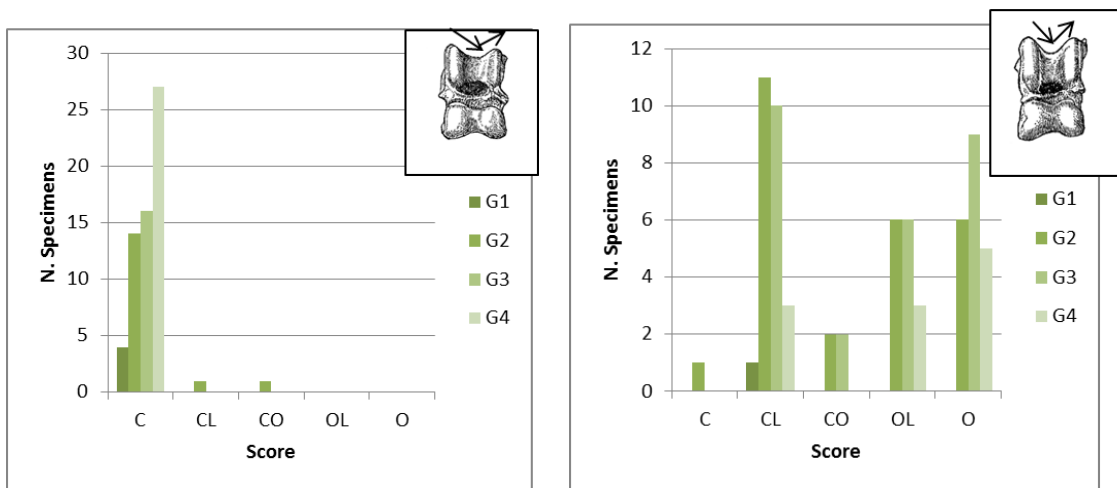 30
25
20
15
10
5
0
N. Specimens
C CL CO OL O
Score
G1
G2
G3
G4
12
10
8
6
4
2
0
N. Specimens
C CL CO OL O
Score
G1
G2
G3
G4